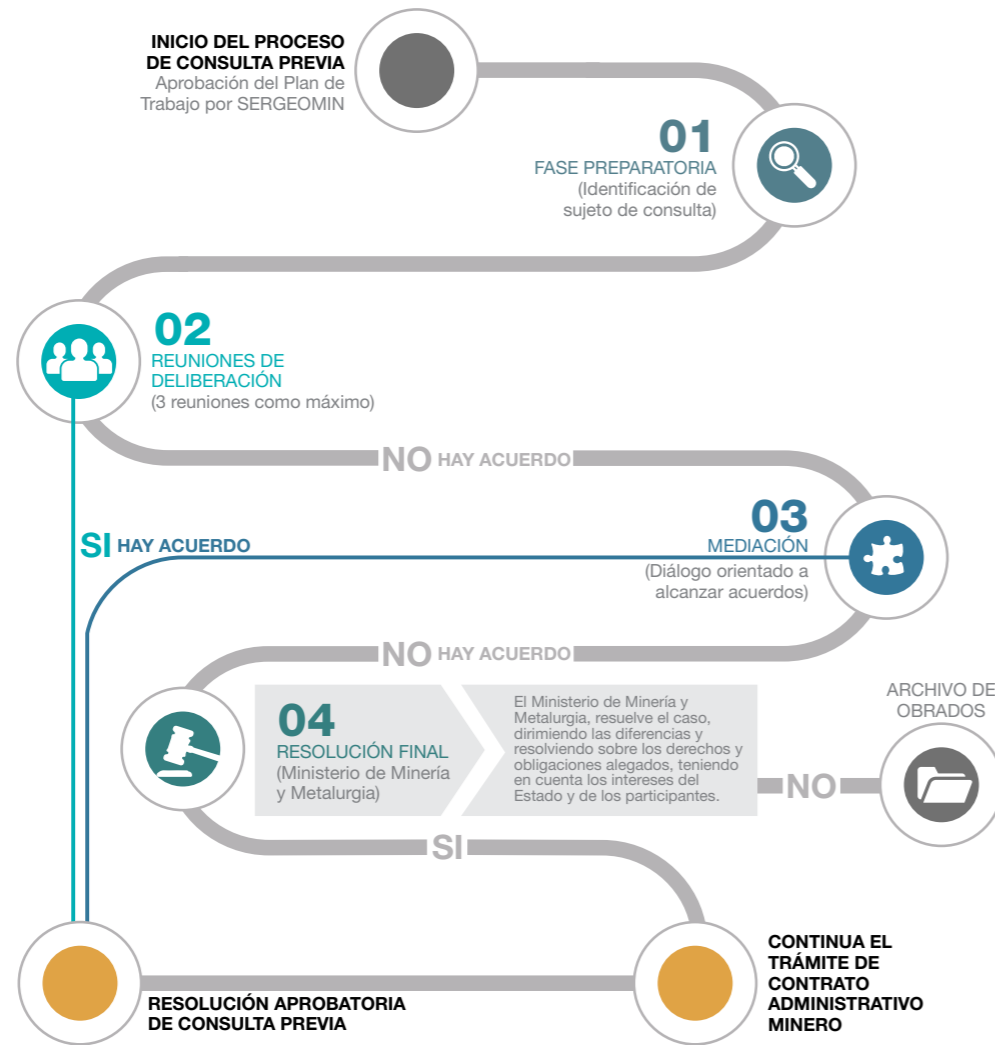 INICIO DEL PROCESO
DE CONSULTA PREVIA
Aprobación del Plan de
Trabajo por SERGEOMIN
01
FASE PREPARATORIA
(Identificación de
sujeto de consulta)
02
REUNIONES DE
DELIBERACIÓN
(3 reuniones como máximo)
NO HAY ACUERDO
03
MEDIACIÓN
(Diálogo orientado a
alcanzar acuerdos)
SI HAY ACUERDO
NO HAY ACUERDO
04
RESOLUCIÓN FINAL
(Ministerio de Minería
y Metalurgia)
El Ministerio de Minería y
Metalurgia, resuelve el caso,
dirimiendo las diferencias y
resolviendo sobre los derechos y
obligaciones alegados, teniendo
en cuenta los intereses del
Estado y de los participantes.
ARCHIVO DE
OBRADOS
NO
SI
RESOLUCIÓN APROBATORIA
DE CONSULTA PREVIA
CONTINUA EL
TRÁMITE DE
CONTRATO
ADMINISTRATIVO
MINERO